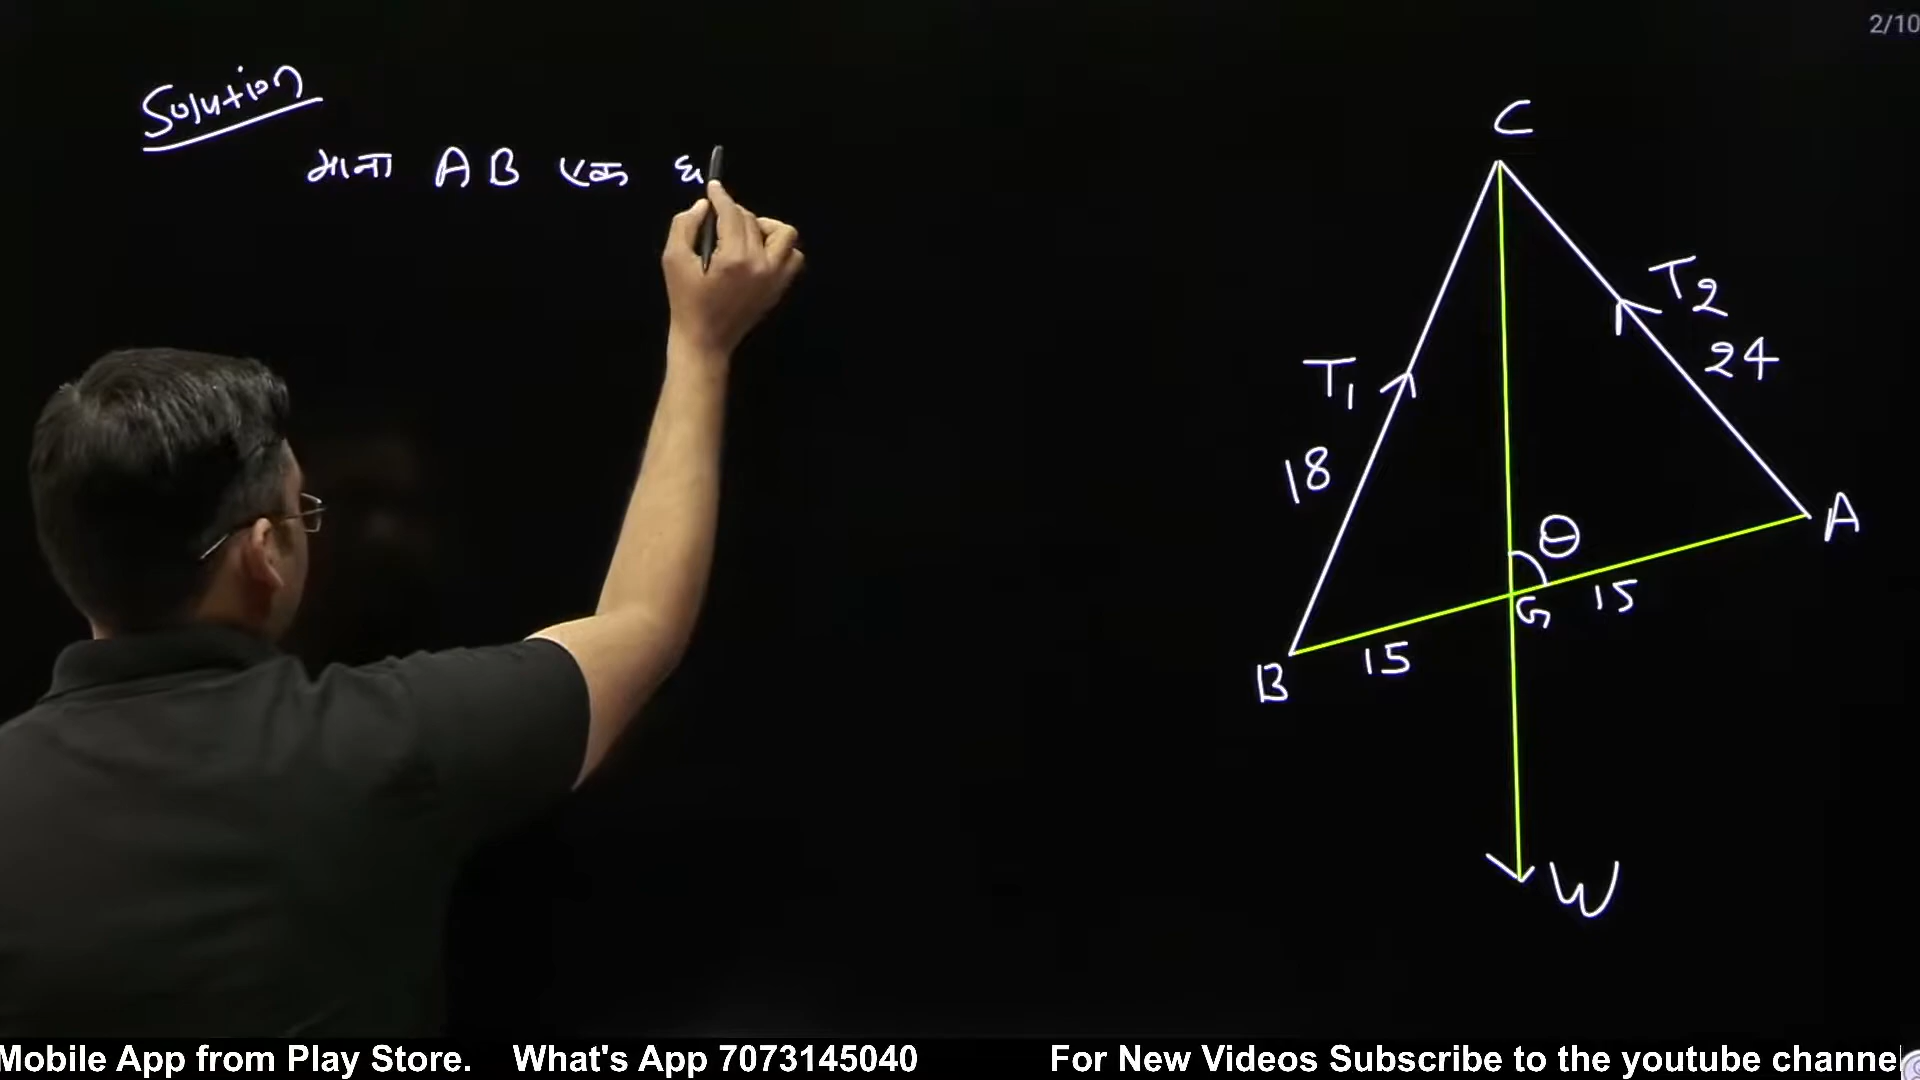 2/10
Solution
माना A B एक घ
C
T2
24
T1
18
A
θ
G
15
15
B
W
Mobile App from Play Store. What's App 7073145040 For New Videos Subscribe to the youtube channel